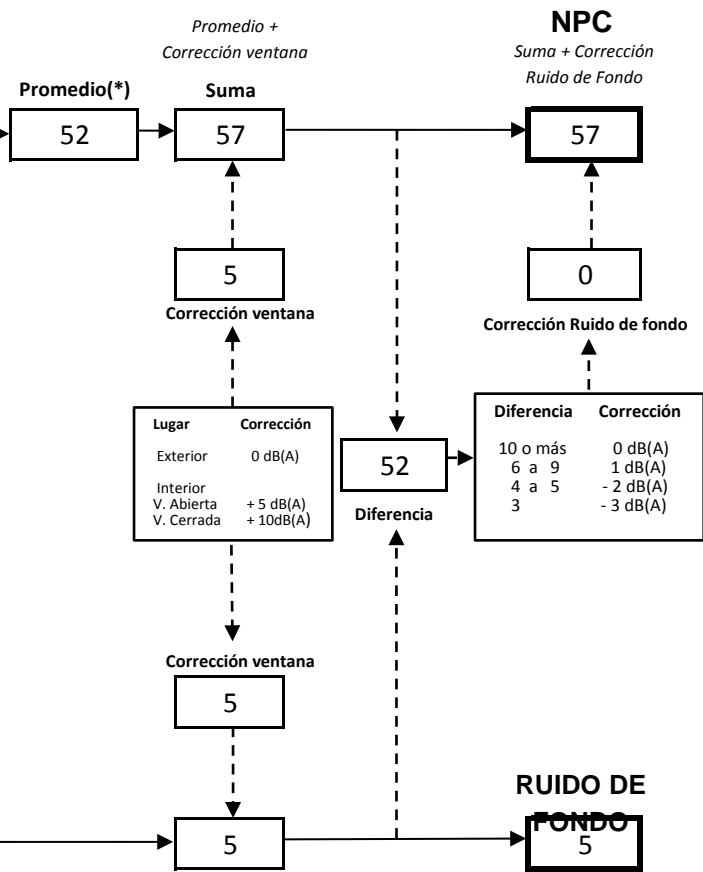 Promedio +
Corrección ventana
NPC
Suma + Corrección
Ruido de Fondo
Promedio(*)
Suma
52
57
57
5
0
Corrección ventana
Corrección Ruido de fondo
Lugar Corrección
Exterior 0 dB(A)
Interior
V. Abierta + 5 dB(A)
V. Cerrada + 10dB(A)
52
Diferencia
Diferencia Corrección
10 o más 0 dB(A)
6 a 9 1 dB(A)
4 a 5 - 2 dB(A)
3 - 3 dB(A)
Corrección ventana
5
RUIDO DE
FONDO
5
5